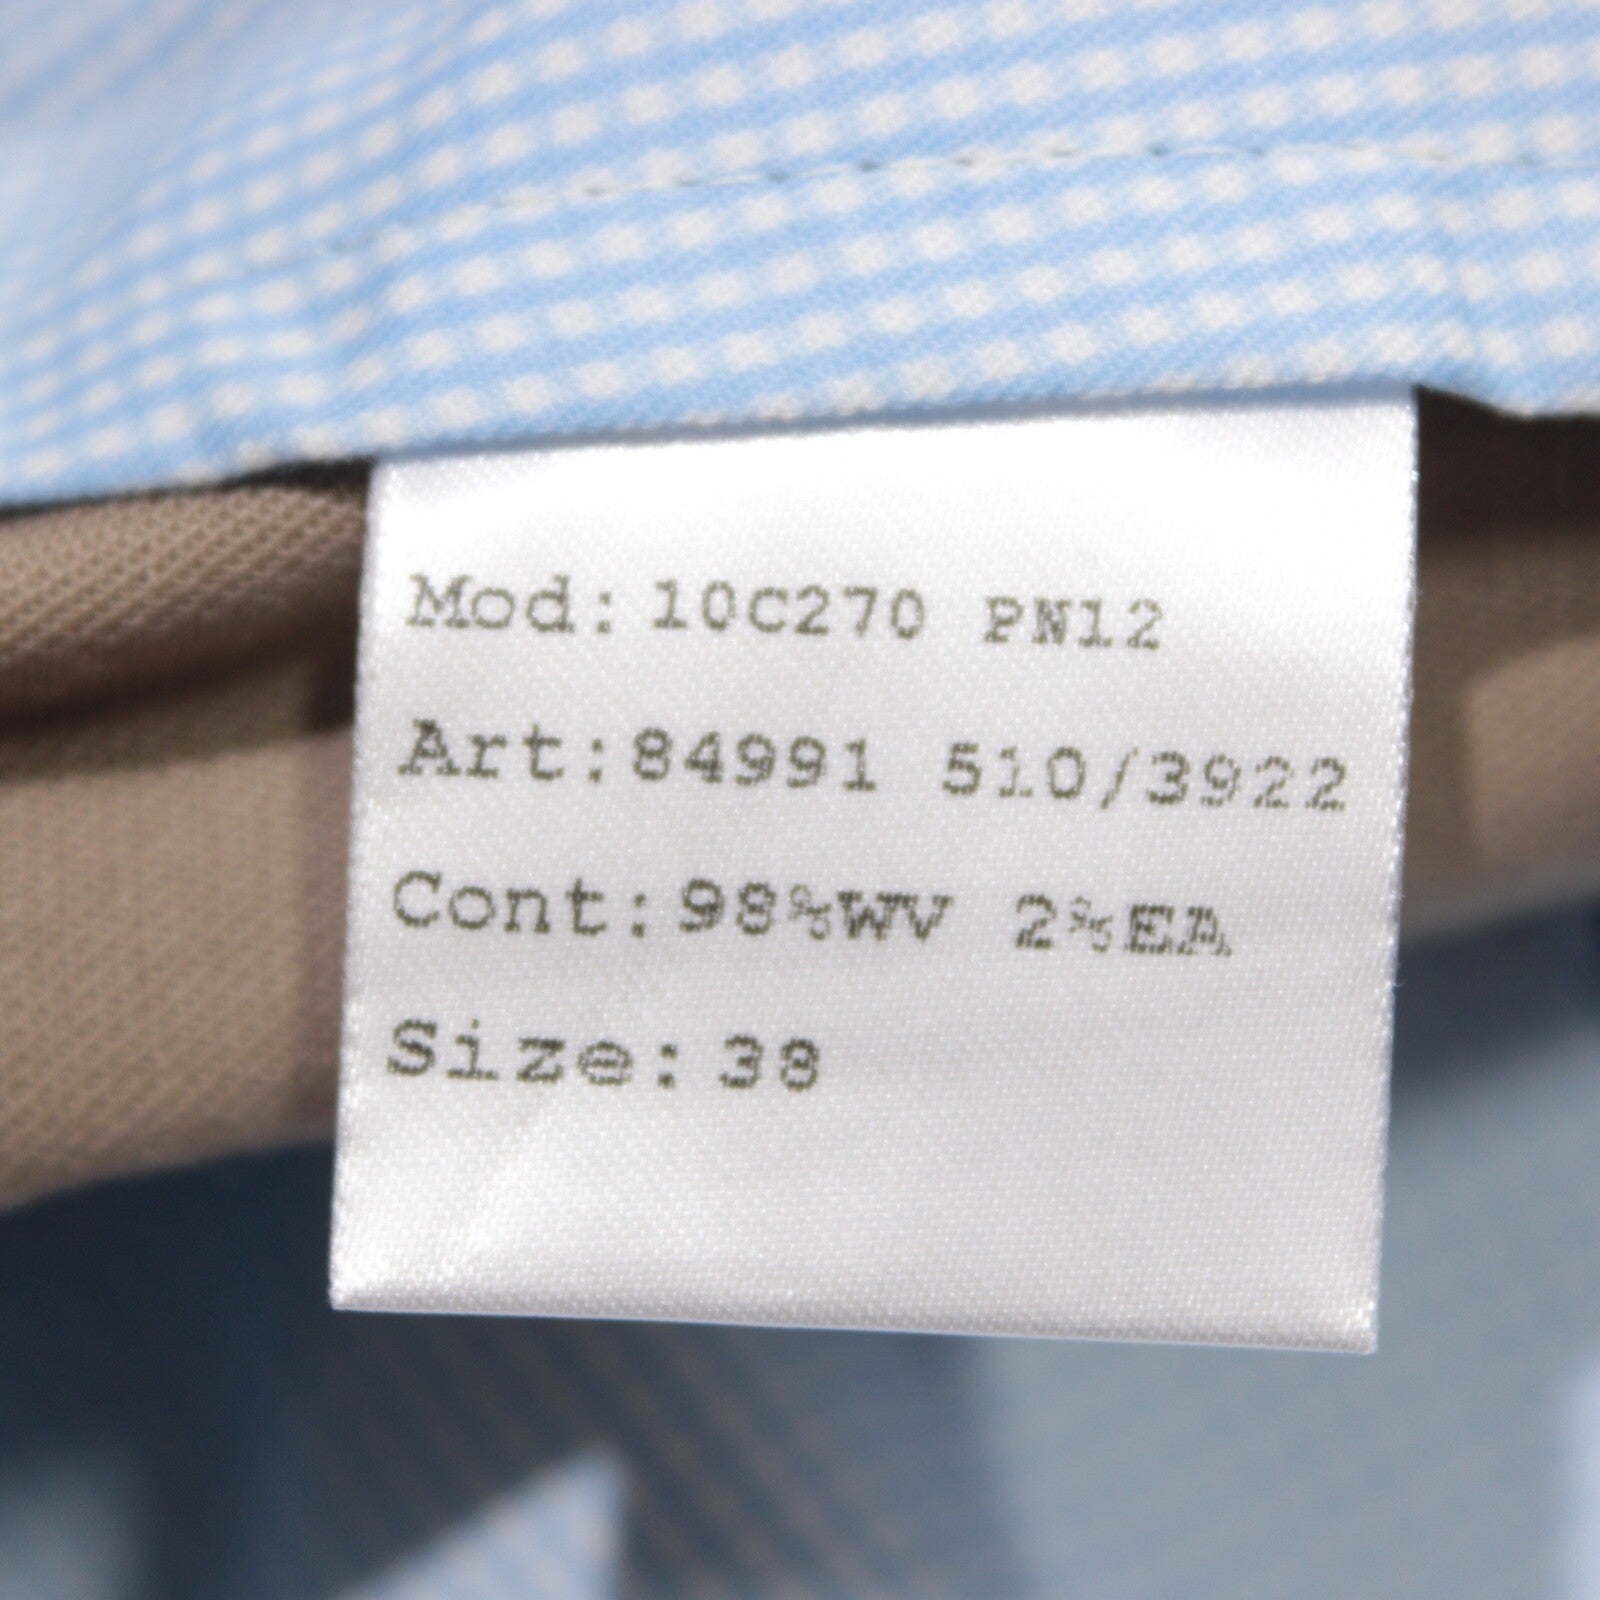 Mod: 10C270 PN12
Art: 84991 510/3922
Cont: 98%WV 2%EA
Size: 38